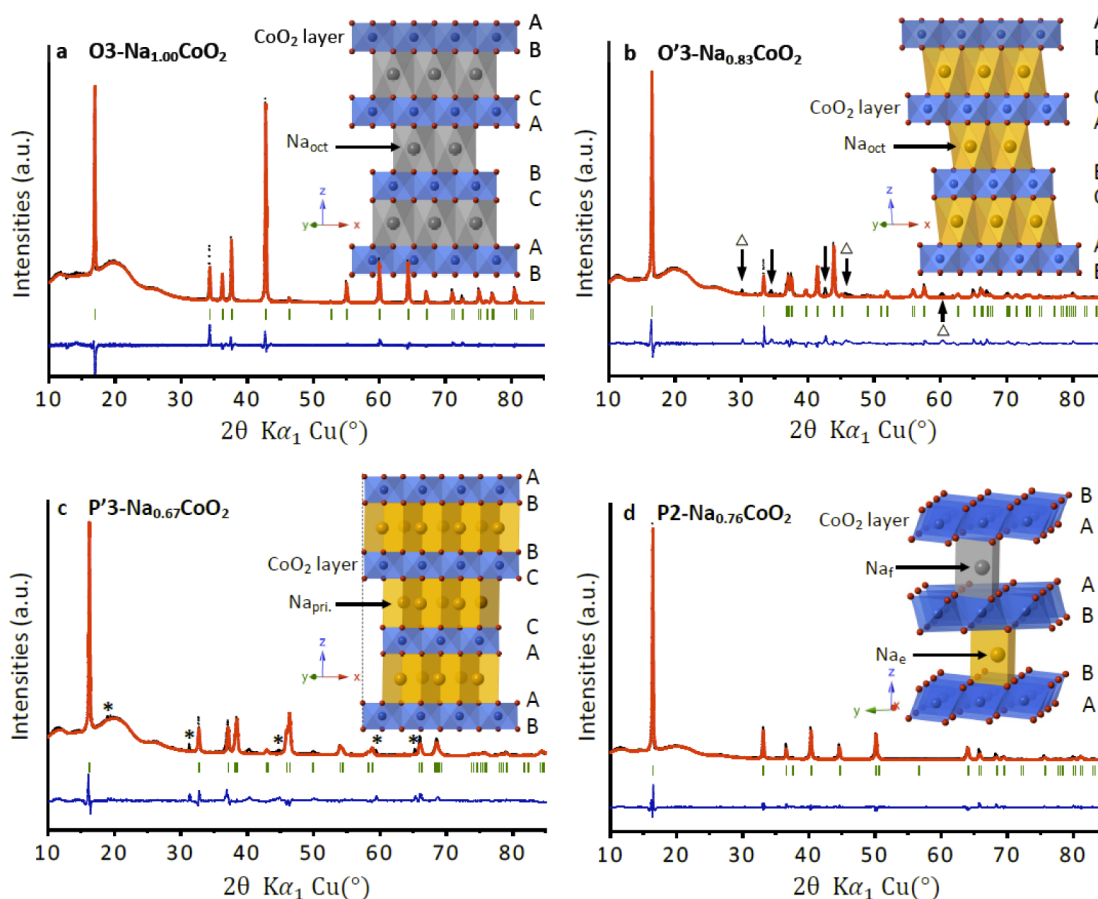 a O3-Na1.00CoO2
CoO2 layer
Naoct
A
B
C
A
B
C
A
B
z
y
x
Intensities (a.u.)
10 20 30 40 50 60 70 80
2θ Kα1 Cu(°)
b O'3-Na0.83CoO2
CoO2 layer
Naoct
A
B
C
A
B
C
A
B
z
y
x
Δ
Δ
Δ
Intensities (a.u.)
10 20 30 40 50 60 70 80
2θ Kα1 Cu(°)
c P'3-Na0.67CoO2
CoO2 layer
Napri.
A
B
B
C
C
A
A
B
z
y
x
* * * * *
Intensities (a.u.)
10 20 30 40 50 60 70 80
2θ Kα1 Cu(°)
d P2-Na0.76CoO2
CoO2 layer
Naf
Nae
B
A
A
B
B
A
z
y
x
Intensities (a.u.)
10 20 30 40 50 60 70 80
2θ Kα1 Cu(°)